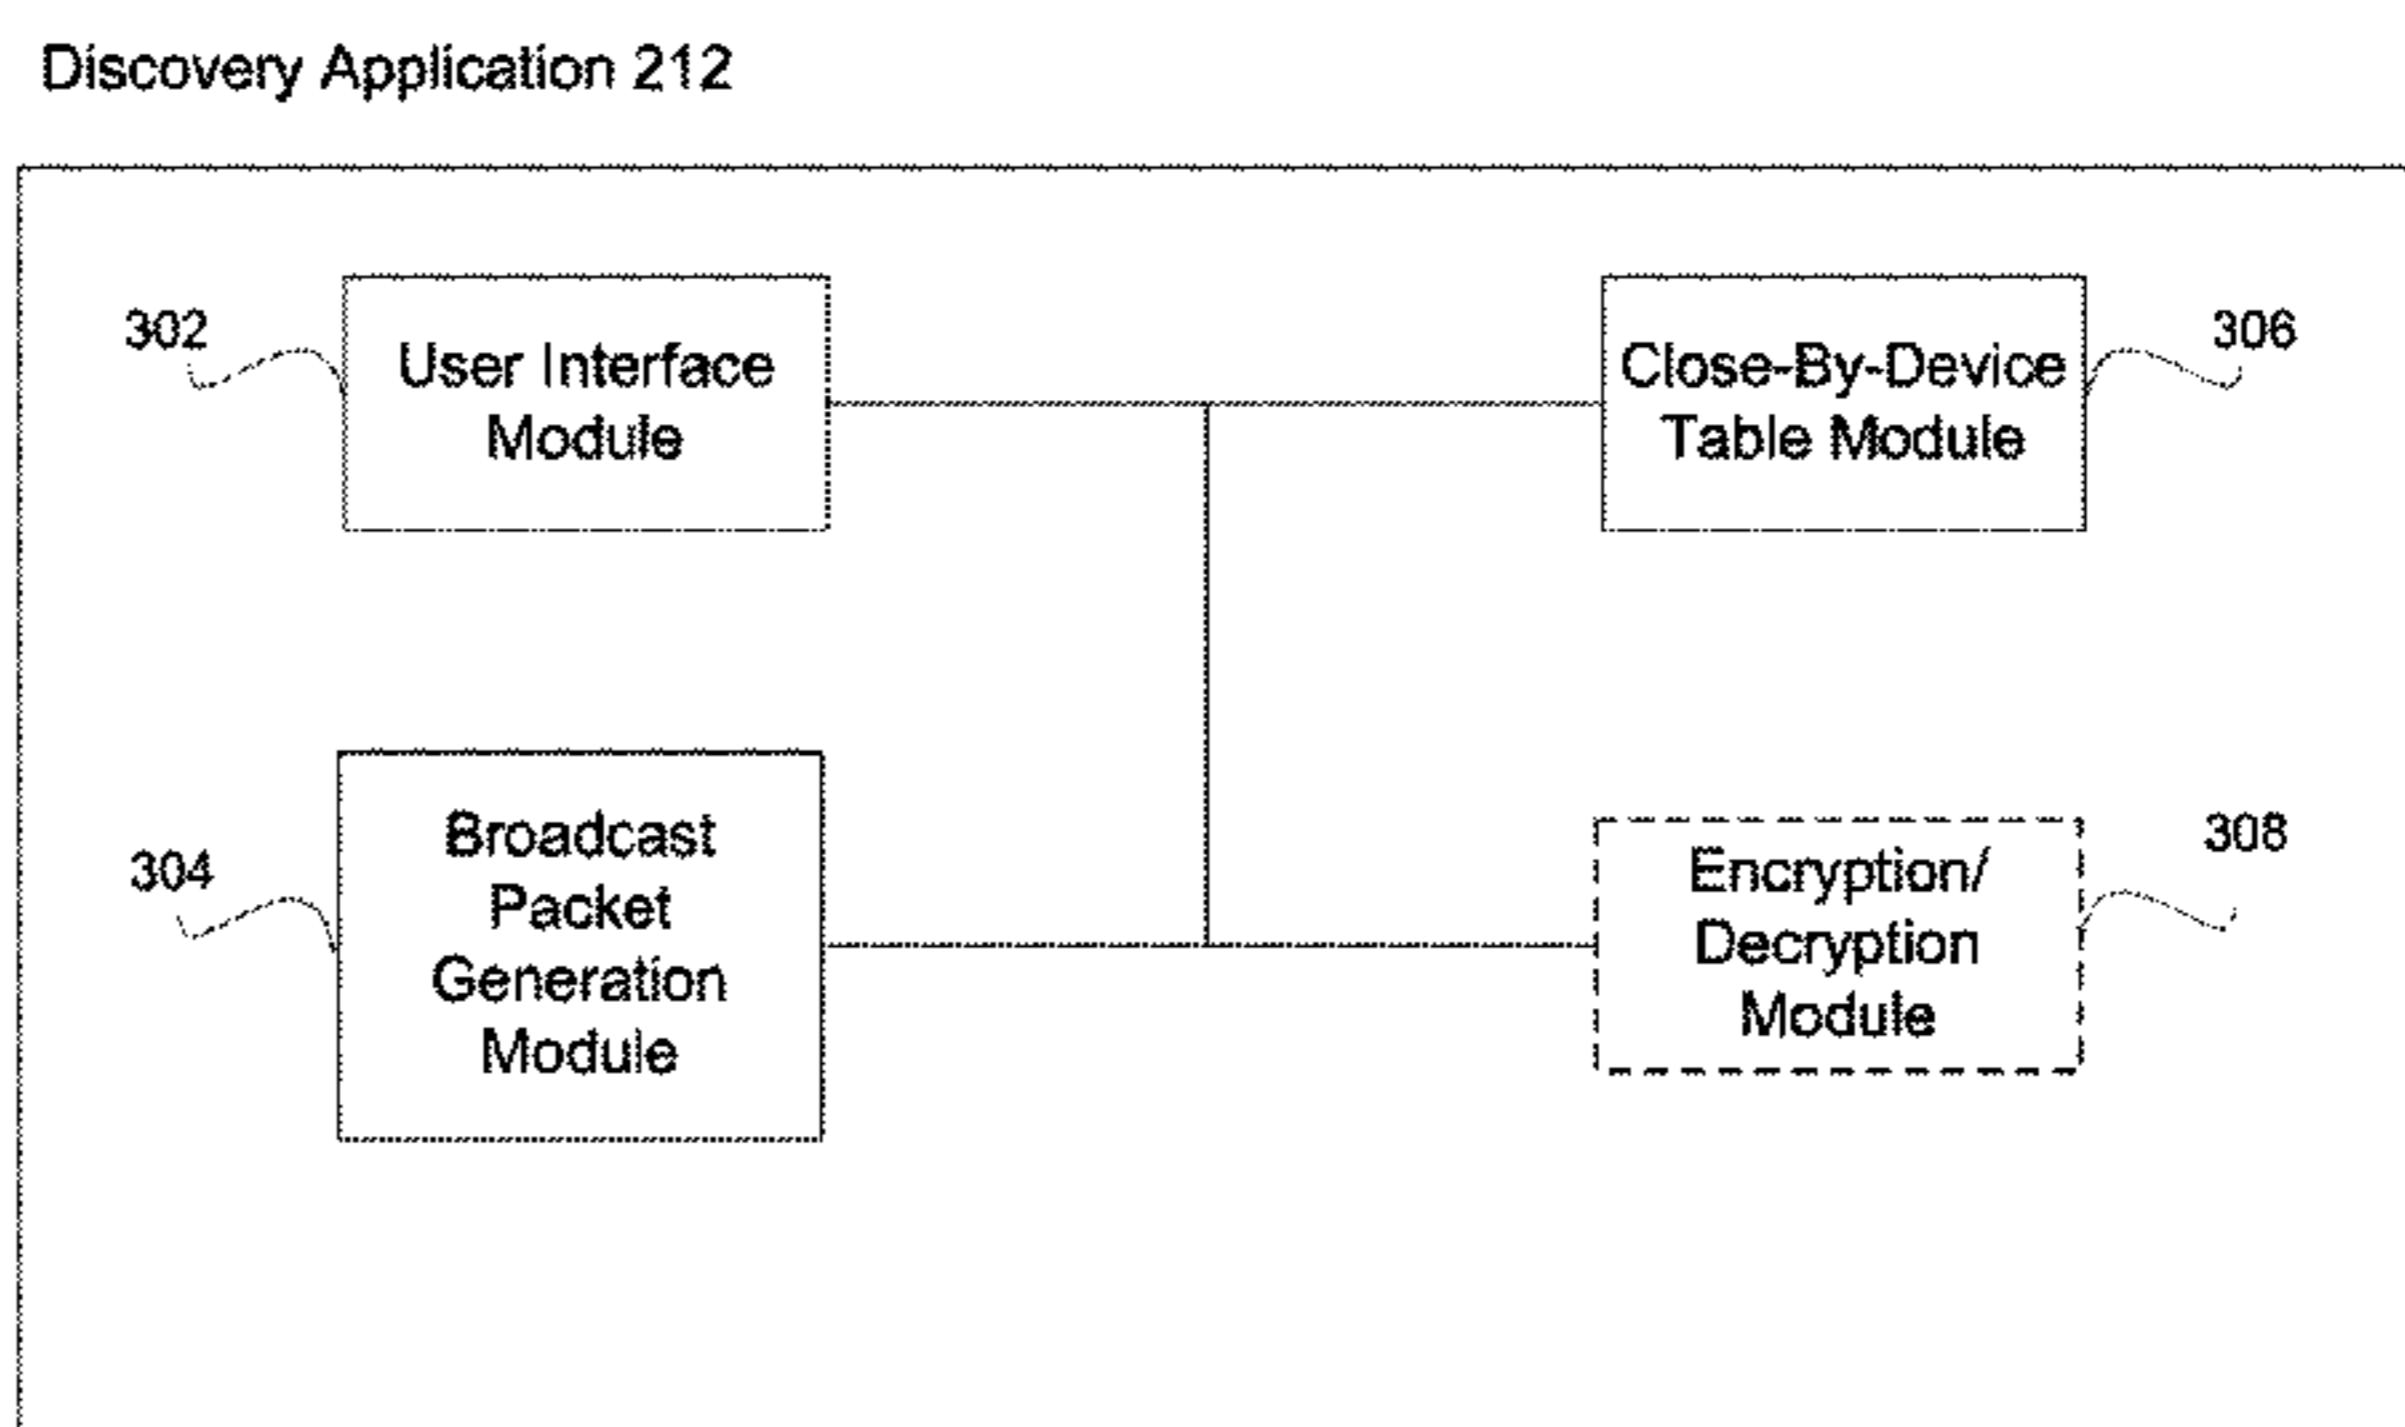 Discovery Application 212
302
User Interface
Module
Close-By-Device
Table Module
306
304
Broadcast
Packet
Generation
Module
Encryption/
Decryption
Module
308